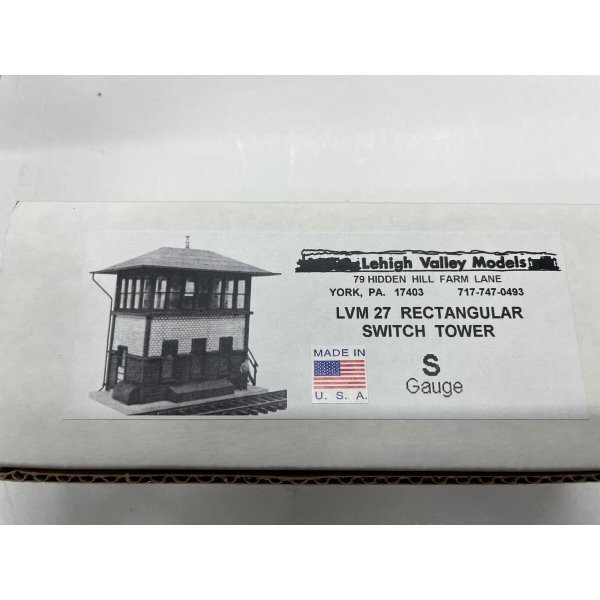 Lehigh Valley Models
79 HIDDEN HILL FARM LANE
YORK, PA. 17403 717-747-0493
LVM 27 RECTANGULAR
SWITCH TOWER
MADE IN
U. S. A.
S
Gauge